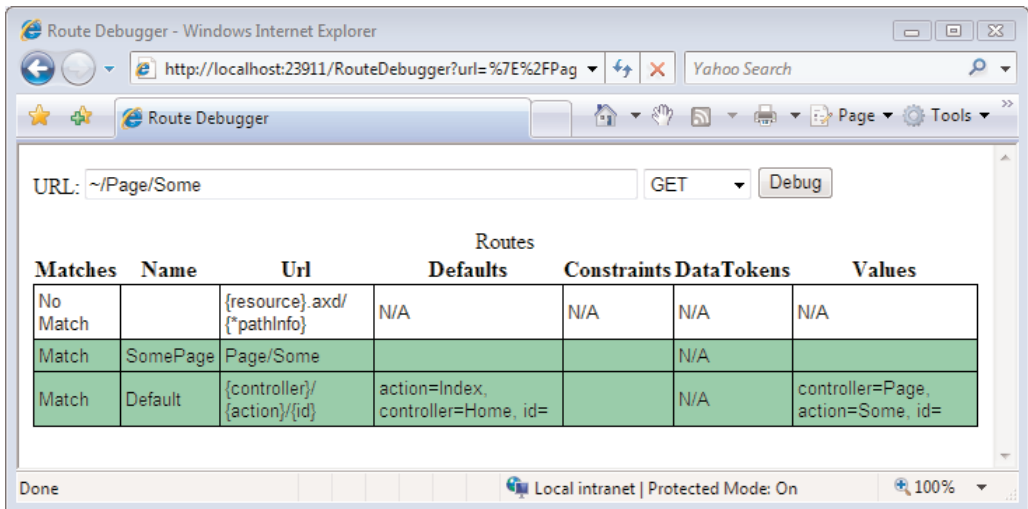 Route Debugger - Windows Internet Explorer
http://localhost:23911/RouteDebugger?url=%7E%2FPag
Yahoo Search
Route Debugger
Page
Tools
URL: ~/Page/Some GET Debug
Routes
Matches Name Url Defaults Constraints DataTokens Values
No Match {resource}.axd/ {*pathInfo} N/A N/A N/A N/A
Match SomePage Page/Some N/A
Match Default {controller}/ {action}/{id} action=Index, controller=Home, id= N/A controller=Page, action=Some, id=
Done Local intranet | Protected Mode: On 100%